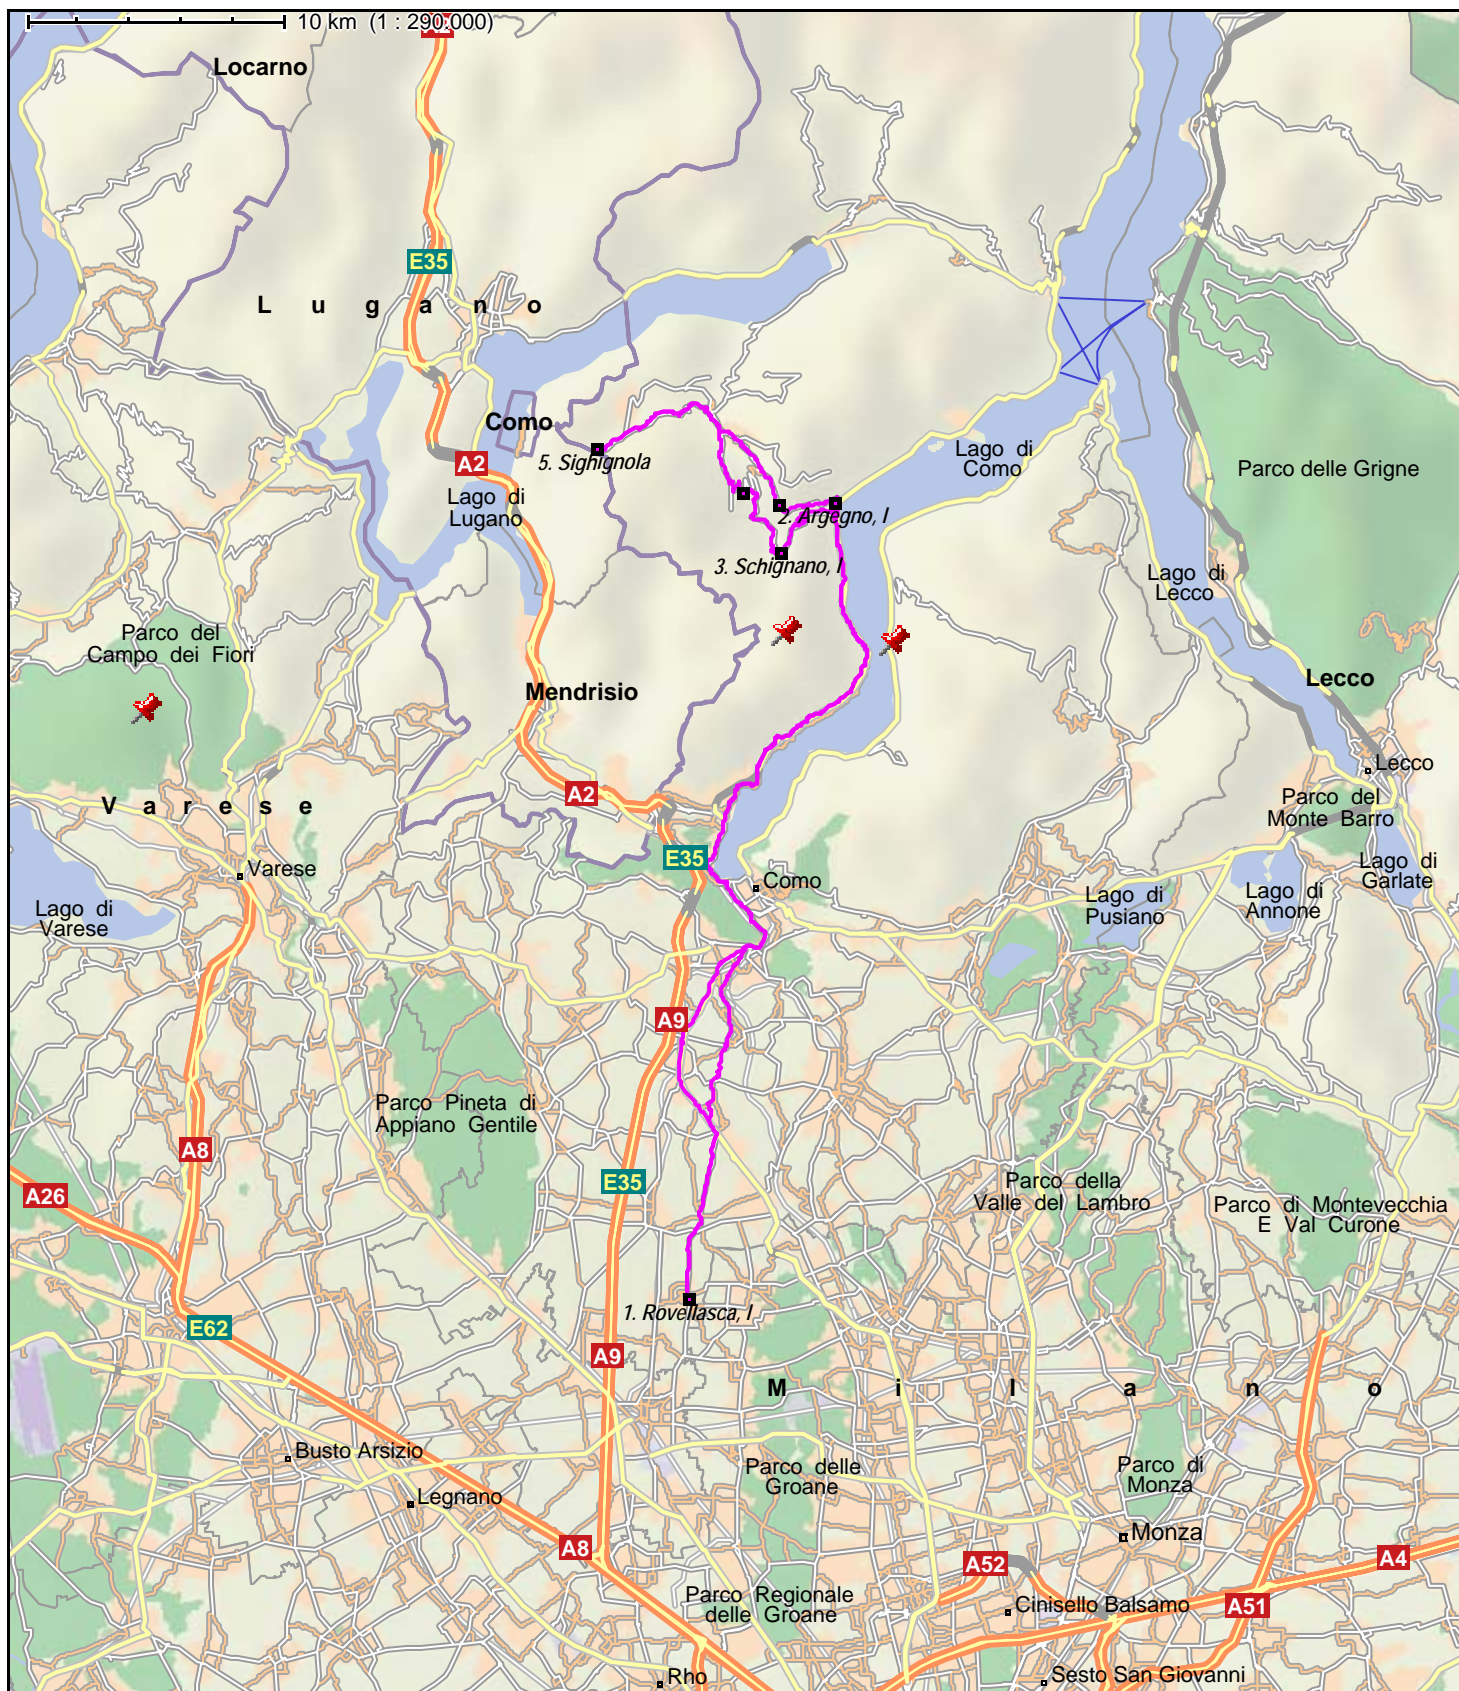 10 km (1 : 290.000)
Locarno
E35
L u g a n o
Como
5. Sighignola
A2
Lago di
Lugano
Lago di
Como
Parco delle Grigne
2. Argegno, I
3. Schignano, I
Lago di
Lecco
Parco del
Campo dei Fiori
Mendrisio
Lecco
Lecco
A2
Parco del
Monte Barro
V a r e s e
Varese
E35
Como
Lago di
Garlate
Lago di
Pusiano
Lago di
Annone
Lago di
Varese
A9
Parco Pineta di
Appiano Gentile
A8
E35
A26
Parco della
Valle del Lambro
Parco di Montevecchia
E Val Curone
1. Rovellasca, I
E62
A9
M i l a n o
Busto Arsizio
Legnano
Parco delle
Groane
Parco di
Monza
Monza
A8
A52
A4
Parco Regionale
delle Groane
Cinisello Balsamo
A51
Rho
Sesto San Giovanni